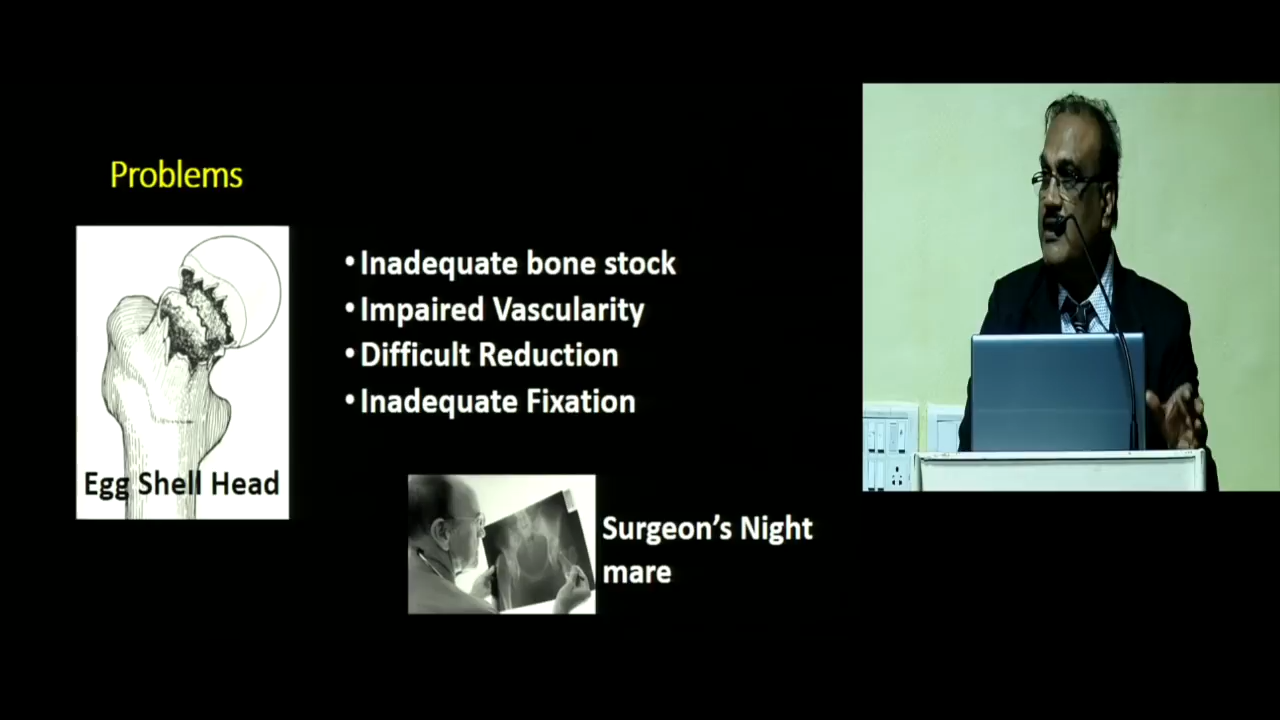 Problems
• Inadequate bone stock
• Impaired Vascularity
• Difficult Reduction
• Inadequate Fixation
Egg Shell Head
Surgeon’s Night
mare